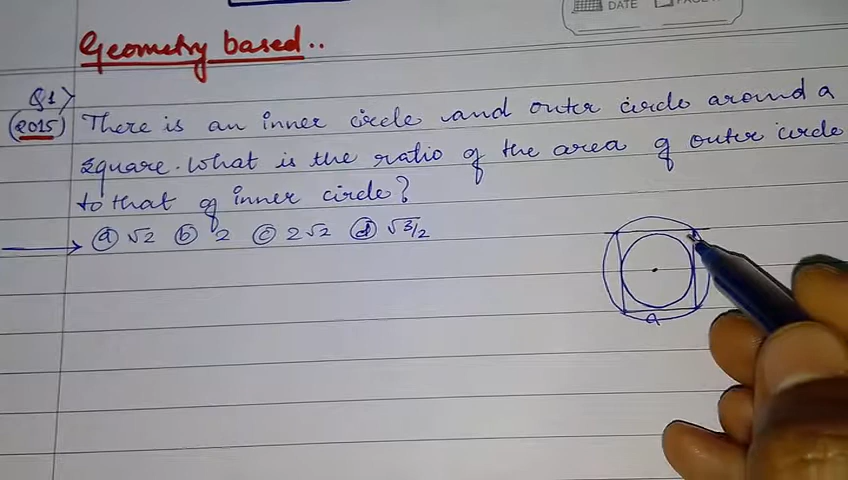 DATE
Geometry based..
Q1>
(2015) There is an inner circle and outer circle around a
square. What is the ratio of the area of outer circle
to that of inner circle?
(a) √2 (b) 2 (c) 2√2 (d) √3/2
a